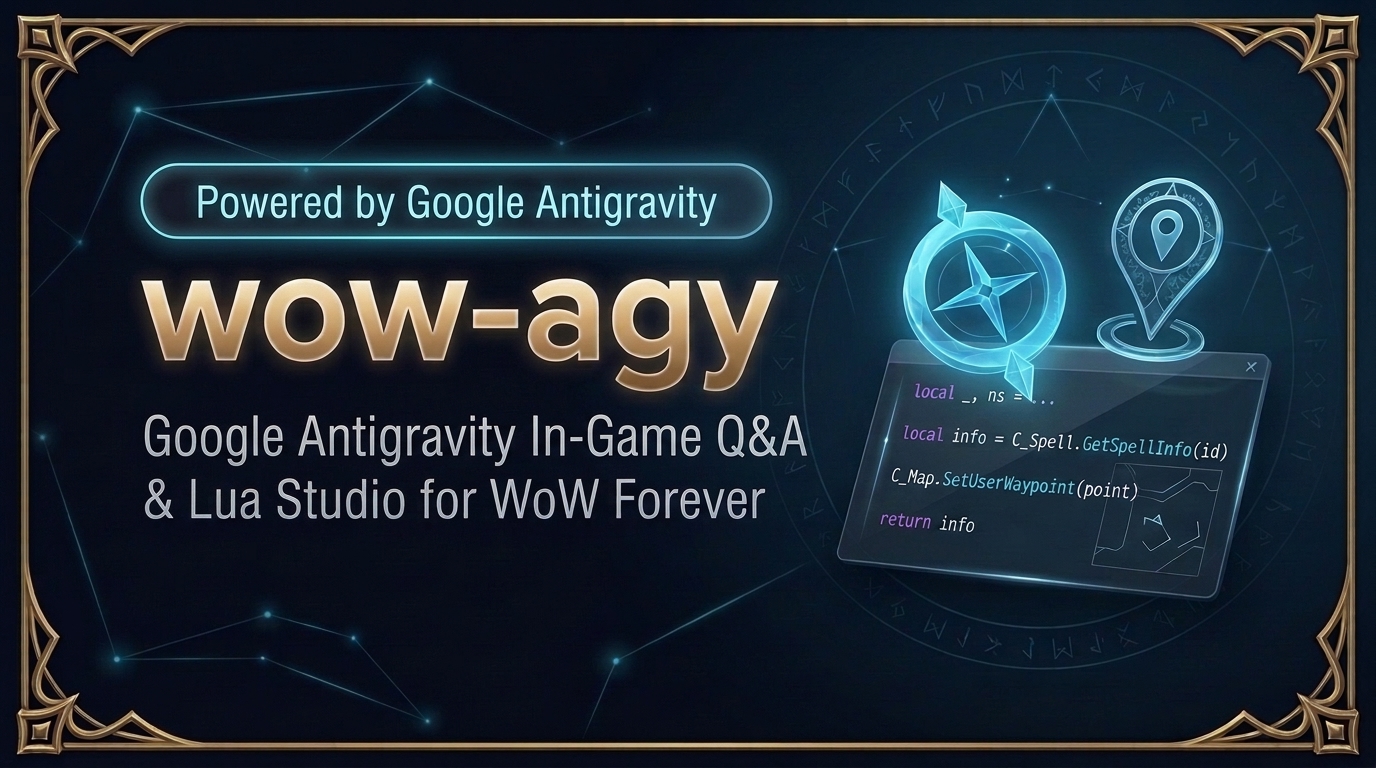 Powered by Google Antigravity
wow-agy
Google Antigravity In-Game Q&A
& Lua Studio for WoW Forever
local _, ns = ...
local info = C_Spell.GetSpellInfo(id)
C_Map.SetUserWaypoint(point)
return info